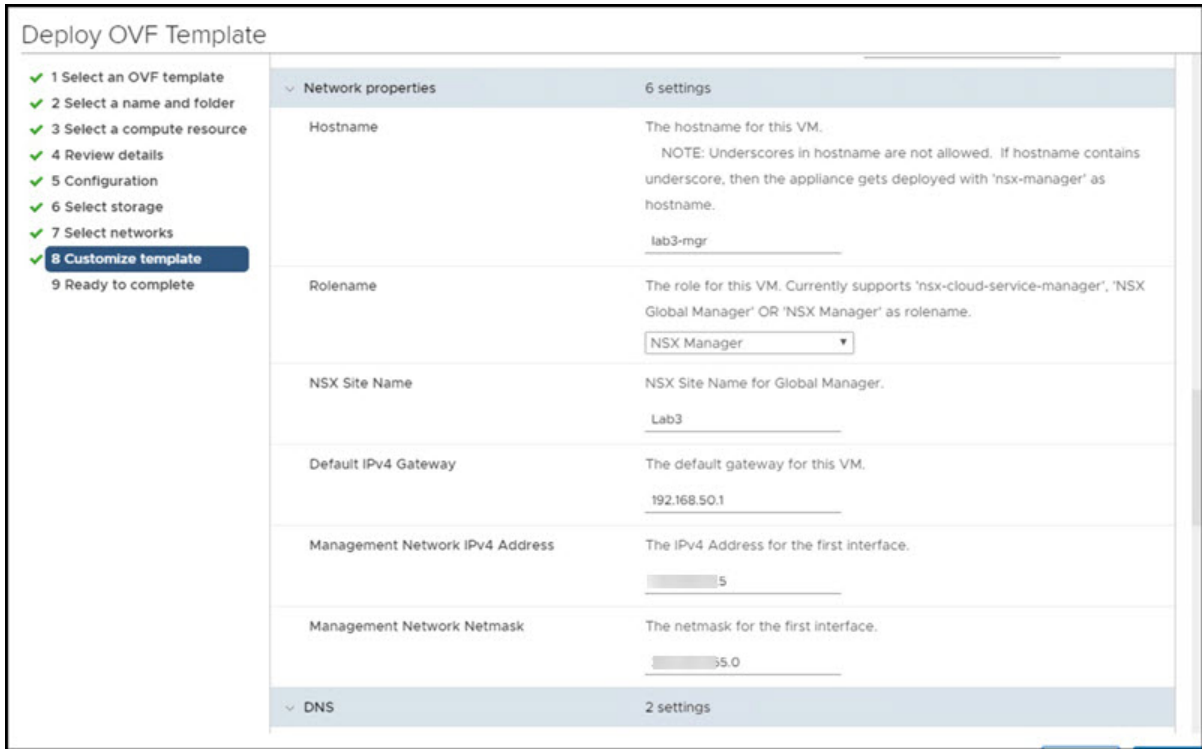 Deploy OVF Template
1 Select an OVF template
2 Select a name and folder
3 Select a compute resource
4 Review details
5 Configuration
6 Select storage
7 Select networks
8 Customize template
9 Ready to complete
Network properties
6 settings
Hostname
The hostname for this VM.
NOTE: Underscores in hostname are not allowed. If hostname contains
underscore, then the appliance gets deployed with 'nsx-manager' as
hostname.
lab3-mgr
Rolename
The role for this VM. Currently supports 'nsx-cloud-service-manager', 'NSX
Global Manager' OR 'NSX Manager' as rolename.
NSX Manager
NSX Site Name
NSX Site Name for Global Manager.
Lab3
Default IPv4 Gateway
The default gateway for this VM.
192.168.50.1
Management Network IPv4 Address
The IPv4 Address for the first interface.
5
Management Network Netmask
The netmask for the first interface.
5.0
DNS
2 settings